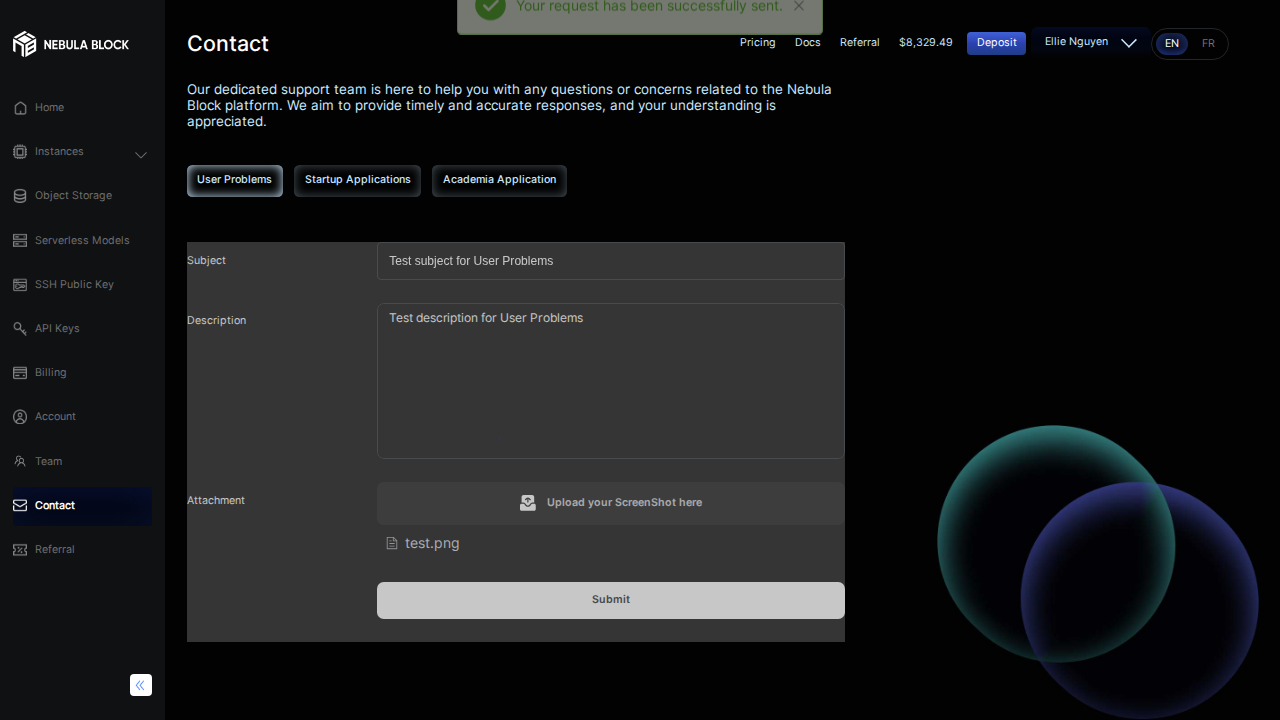 Your request has been successfully sent.
NEBULA BLOCK
Contact
Pricing
Docs
Referral
$8,329.49
Deposit
Ellie Nguyen
EN
FR
Our dedicated support team is here to help you with any questions or concerns related to the Nebula
Block platform. We aim to provide timely and accurate responses, and your understanding is
appreciated.
Home
Instances
Object Storage
Serverless Models
SSH Public Key
API Keys
Billing
Account
Team
Contact
Referral
User Problems
Startup Applications
Academia Application
Subject
Test subject for User Problems
Description
Test description for User Problems
Attachment
Upload your ScreenShot here
test.png
Submit